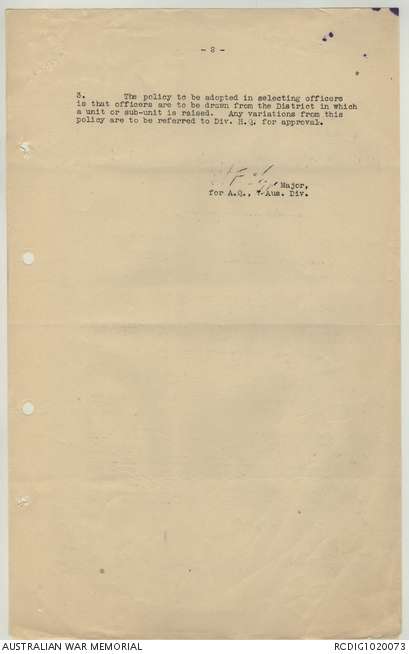 - 2 -
3. The policy to be adopted in selecting officers
is that officers are to be drawn from the District in which
a unit or sub-unit is raised. Any variations from this
policy are to be referred to Div. H.Q. for approval.
Major,
for A.Q., 7 Aus. Div.
AUSTRALIAN WAR MEMORIAL
RCDIG1020073